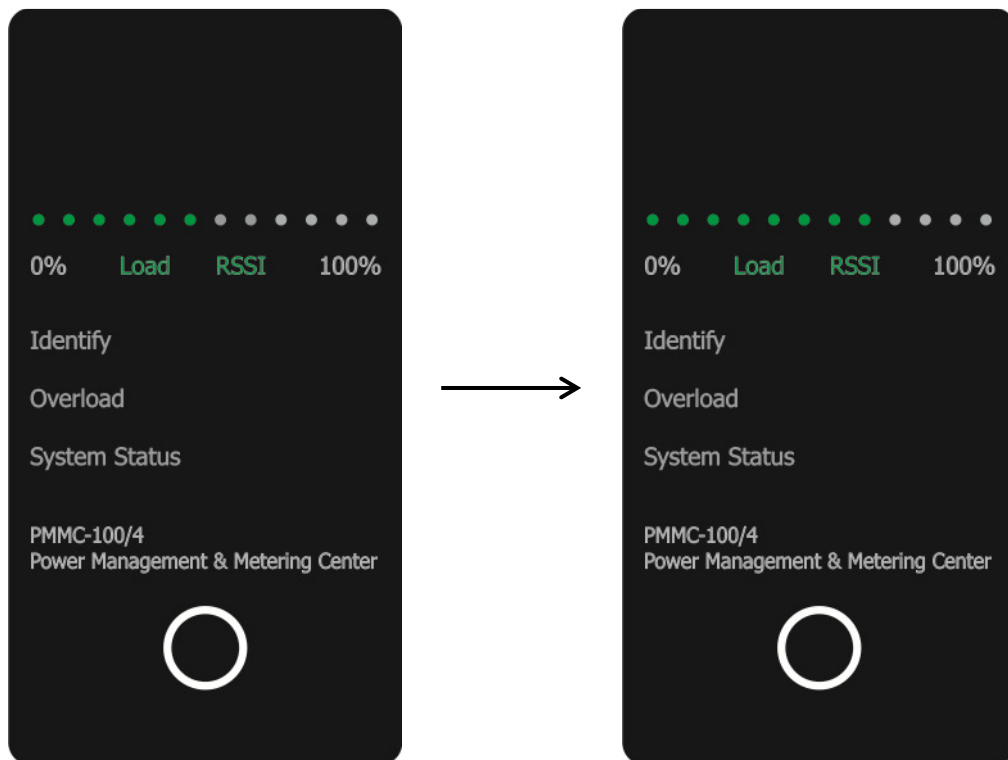 0% Load RSSI 100%
Identify
Overload
System Status
PMMC-100/4
Power Management & Metering Center
0% Load RSSI 100%
Identify
Overload
System Status
PMMC-100/4
Power Management & Metering Center